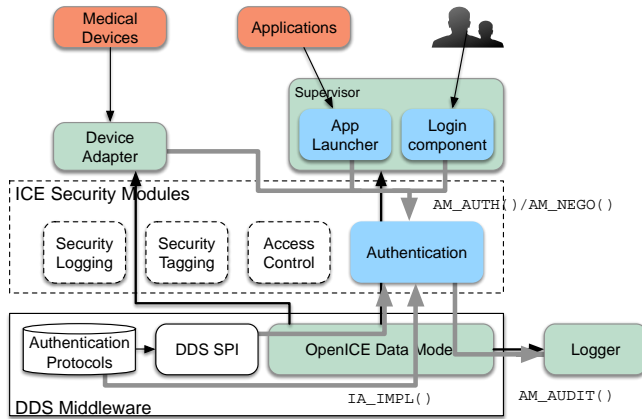 Medical
Devices
Applications
Supervisor
Device
Adapter
App
Launcher
Login
component
ICE Security Modules
AM_AUTH()/AM_NEGO()
Security
Logging
Security
Tagging
Access
Control
Authentication
Authentication
Protocols
DDS SPI
OpenICE Data Model
Logger
IA_IMPL()
AM_AUDIT()
DDS Middleware